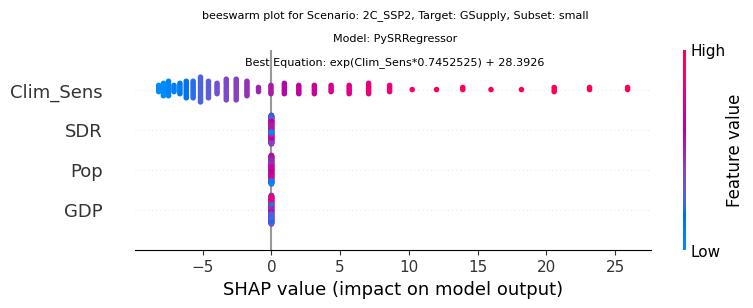 beeswarm plot for Scenario: 2C_SSP2, Target: GSupply, Subset: small
Model: PySRRegressor
Best Equation: exp(Clim_Sens*0.7452525) + 28.3926
High
Clim_Sens
SDR
Pop
GDP
Feature value
Low
−5 0 5 10 15 20 25
SHAP value (impact on model output)